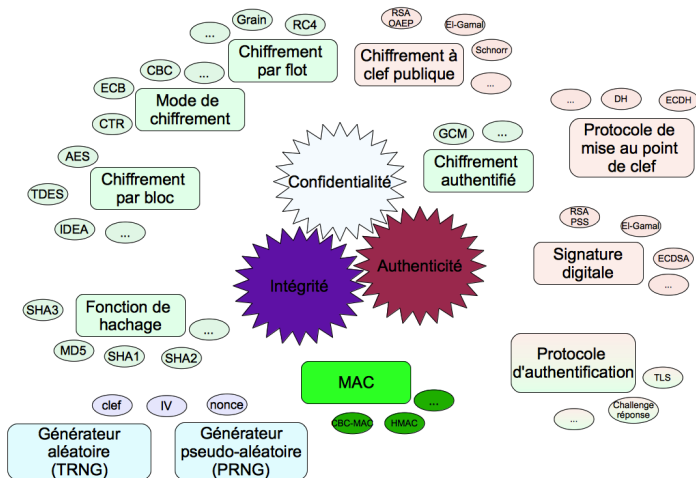 Grain
RC4
...
Chiffrement
par flot
RSA
OAEP
El-Gamal
Chiffrement à
clef publique
Schnorr
...
CBC
...
ECB
Mode de
chiffrement
CTR
...
DH
ECDH
Protocole de
mise au point
de clef
GCM
...
Chiffrement
authentifié
AES
Chiffrement
par bloc
TDES
IDEA
...
Confidentialité
Intégrité
Authenticité
RSA
PSS
El-Gamal
Signature
digitale
ECDSA
...
SHA3
Fonction de
hachage
...
MD5
SHA1
SHA2
MAC
...
CBC-MAC
HMAC
Protocole
d'authentification
TLS
Challenge
réponse
...
clef
IV
nonce
Générateur
aléatoire
(TRNG)
Générateur
pseudo-aléatoire
(PRNG)